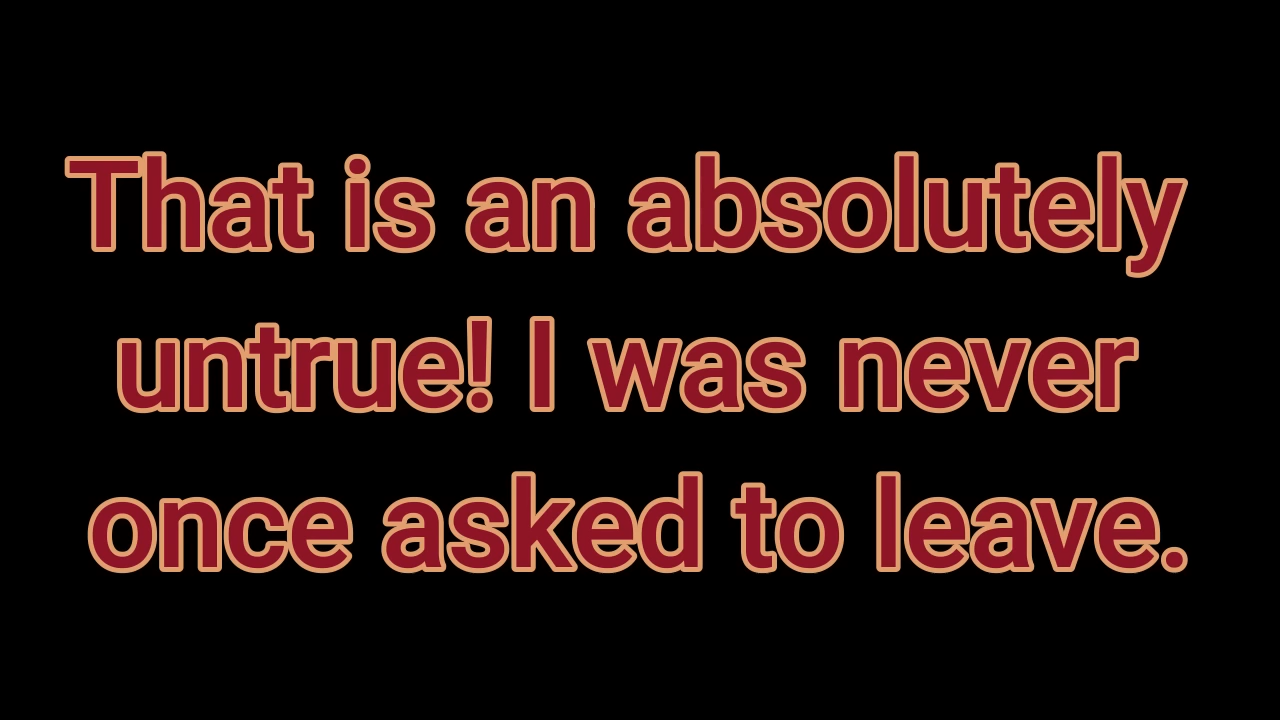 That is an absolutely
untrue! I was never
once asked to leave.